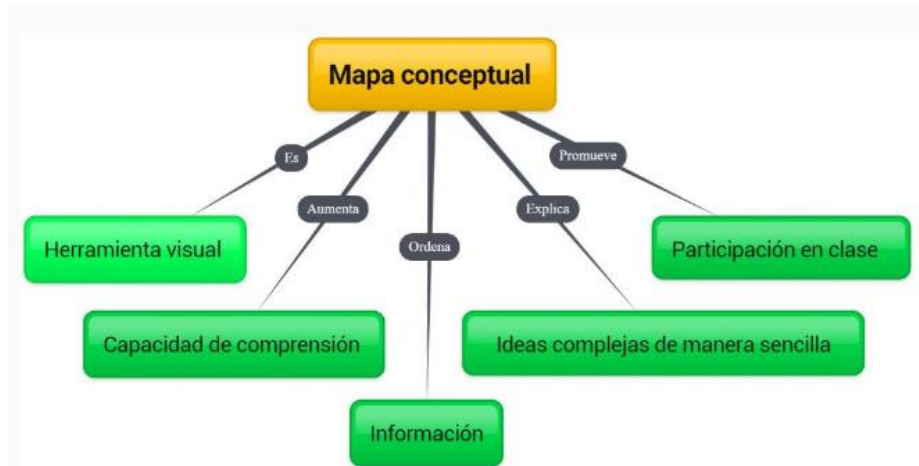 Mapa conceptual
Es
Promueve
Aumenta
Explica
Ordena
Herramienta visual
Participación en clase
Capacidad de comprensión
Ideas complejas de manera sencilla
Información